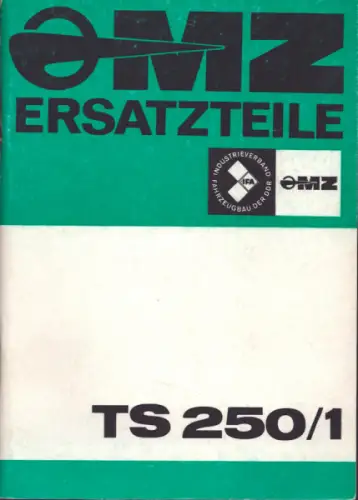 MZ
ERSATZTEILE
INDUSTRIEVERBAND
FAHRZEUGBAU DER DDR
IFA
MZ
TS 250/1